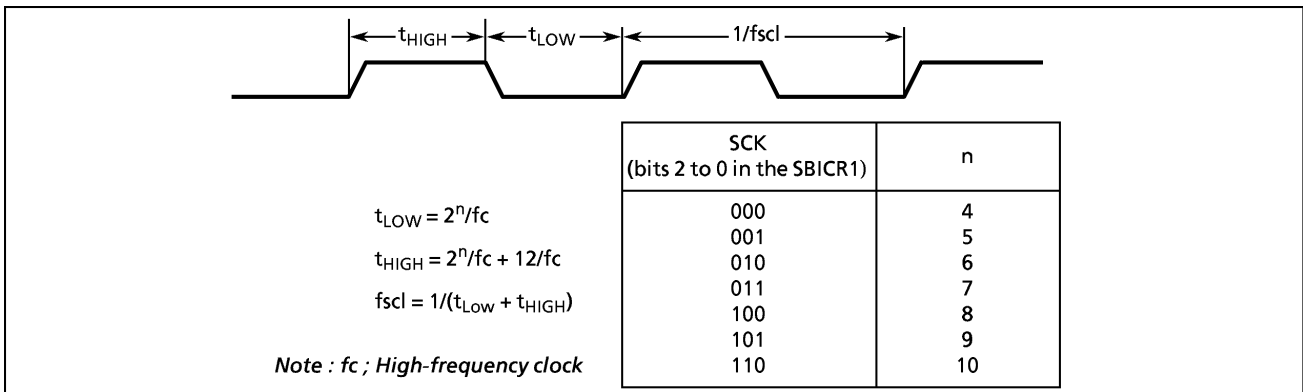 tHIGH tLOW 1/fscl
SCK
(bits 2 to 0 in the SBICR1)
n
tLOW = 2^n/fc
tHIGH = 2^n/fc + 12/fc
fscl = 1/(tLow + tHIGH)
Note : fc ; High-frequency clock
000 4
001 5
010 6
011 7
100 8
101 9
110 10